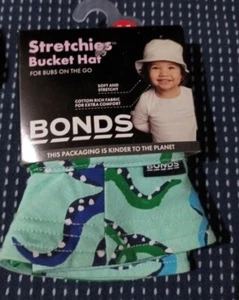 Stretchies™
Bucket Hat
FOR BUBS ON THE GO
SOFT AND
STRETCHY
COTTON RICH FABRIC
FOR EXTRA COMFORT
BONDS
THIS PACKAGING IS KINDER TO THE PLANET
BONDS